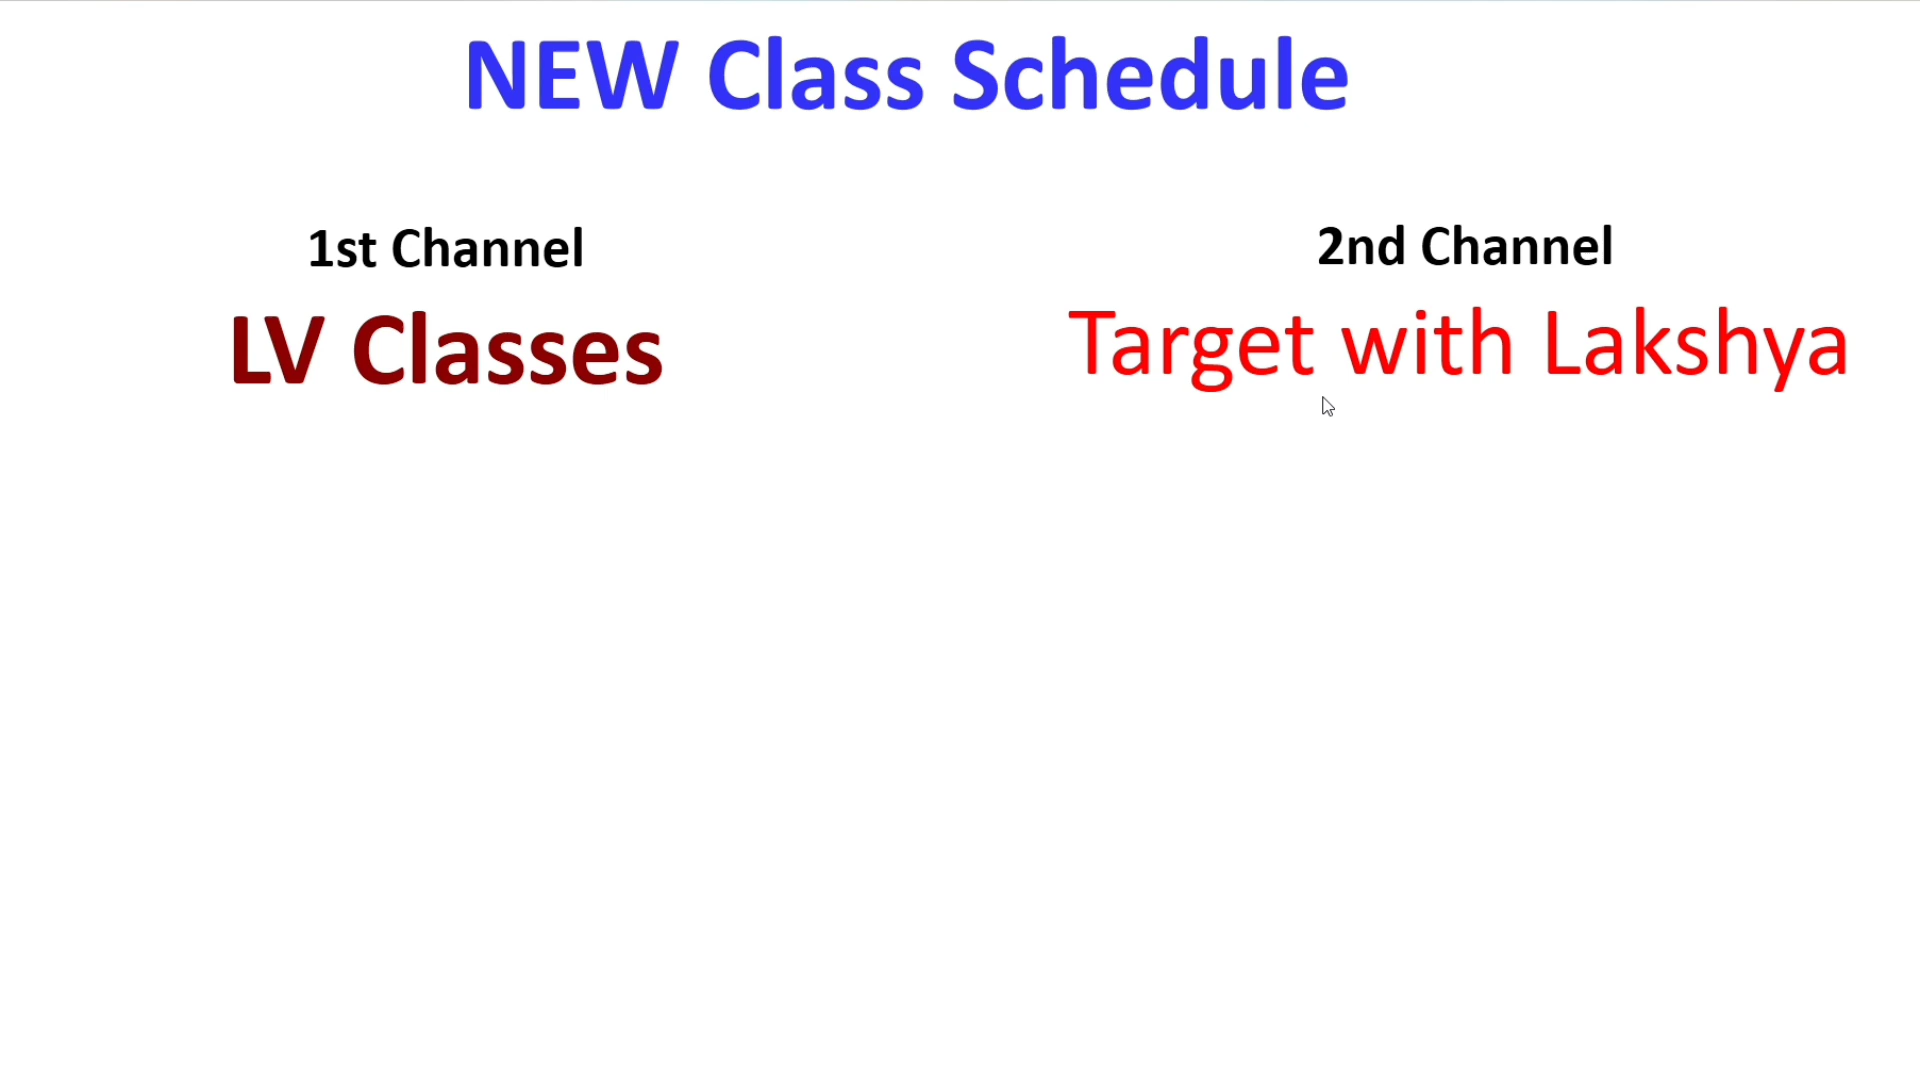 NEW Class Schedule
1st Channel
LV Classes
2nd Channel
Target with Lakshya